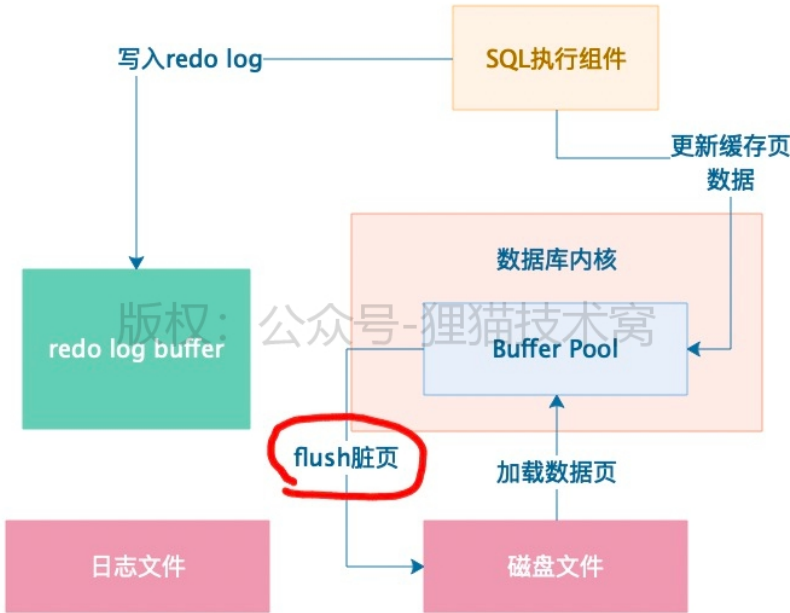 写入redo log
SQL执行组件
更新缓存页
数据
数据库内核
版权：公众号-狸猫技术窝
redo log buffer
Buffer Pool
flush脏页
加载数据页
日志文件
磁盘文件